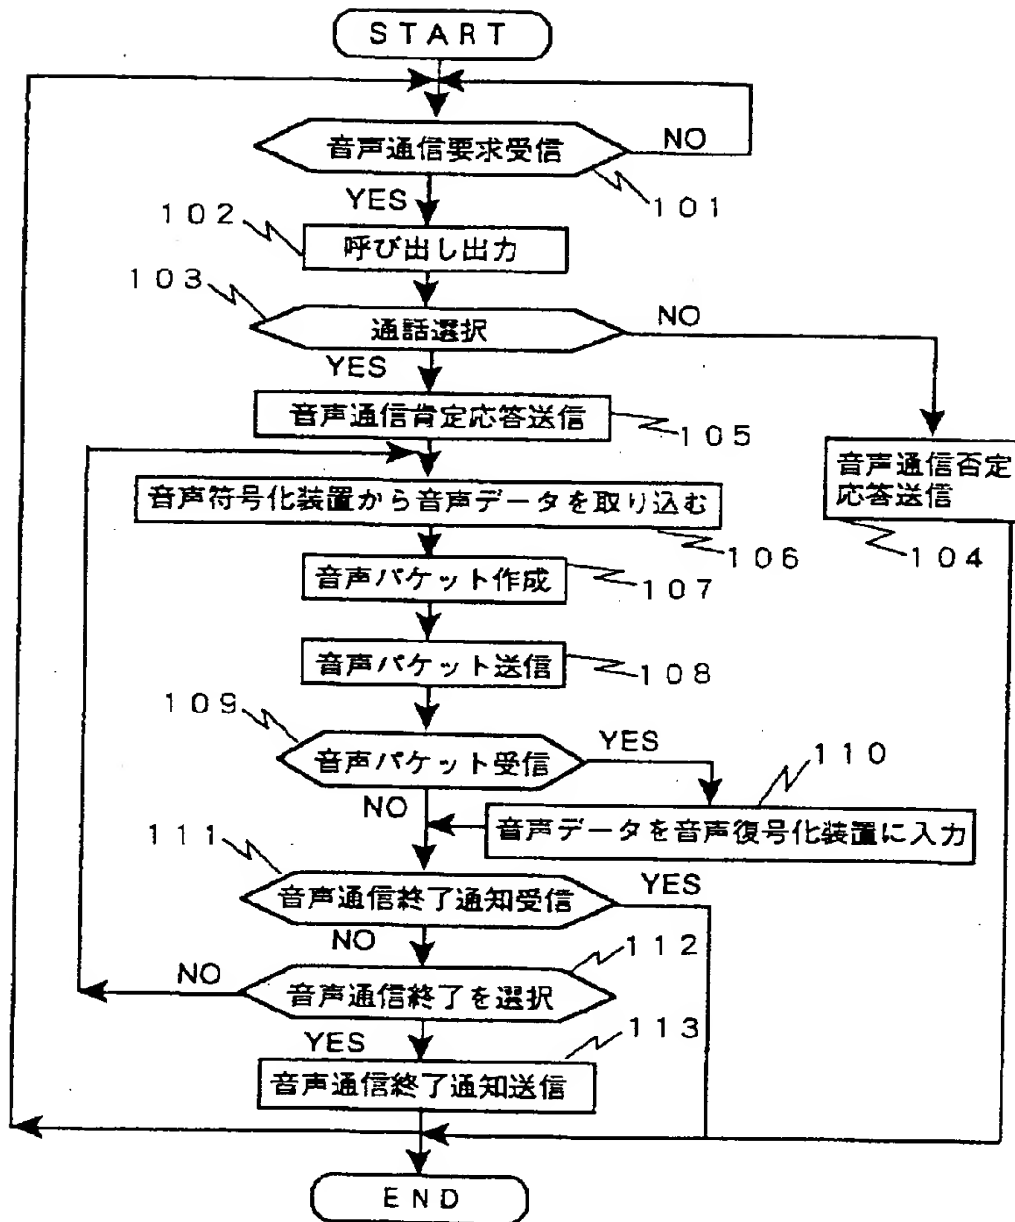 START
音声通信要求受信
NO
101
YES
102
呼び出し出力
103
通話選択
NO
YES
音声通信肯定応答送信
105
音声通信否定
応答送信
104
音声符号化装置から音声データを取り込む
106
音声パケット作成
107
音声パケット送信
108
109
音声パケット受信
YES
110
NO
音声データを音声復号化装置に入力
111
音声通信終了通知受信
YES
NO
112
NO
音声通信終了を選択
YES
113
音声通信終了通知送信
END